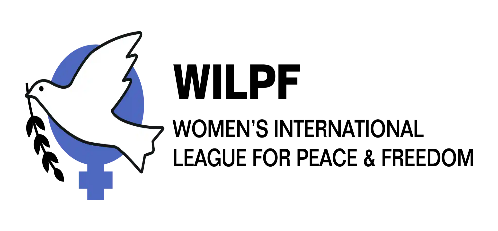 WILPF
WOMEN'S INTERNATIONAL
LEAGUE FOR PEACE & FREEDOM